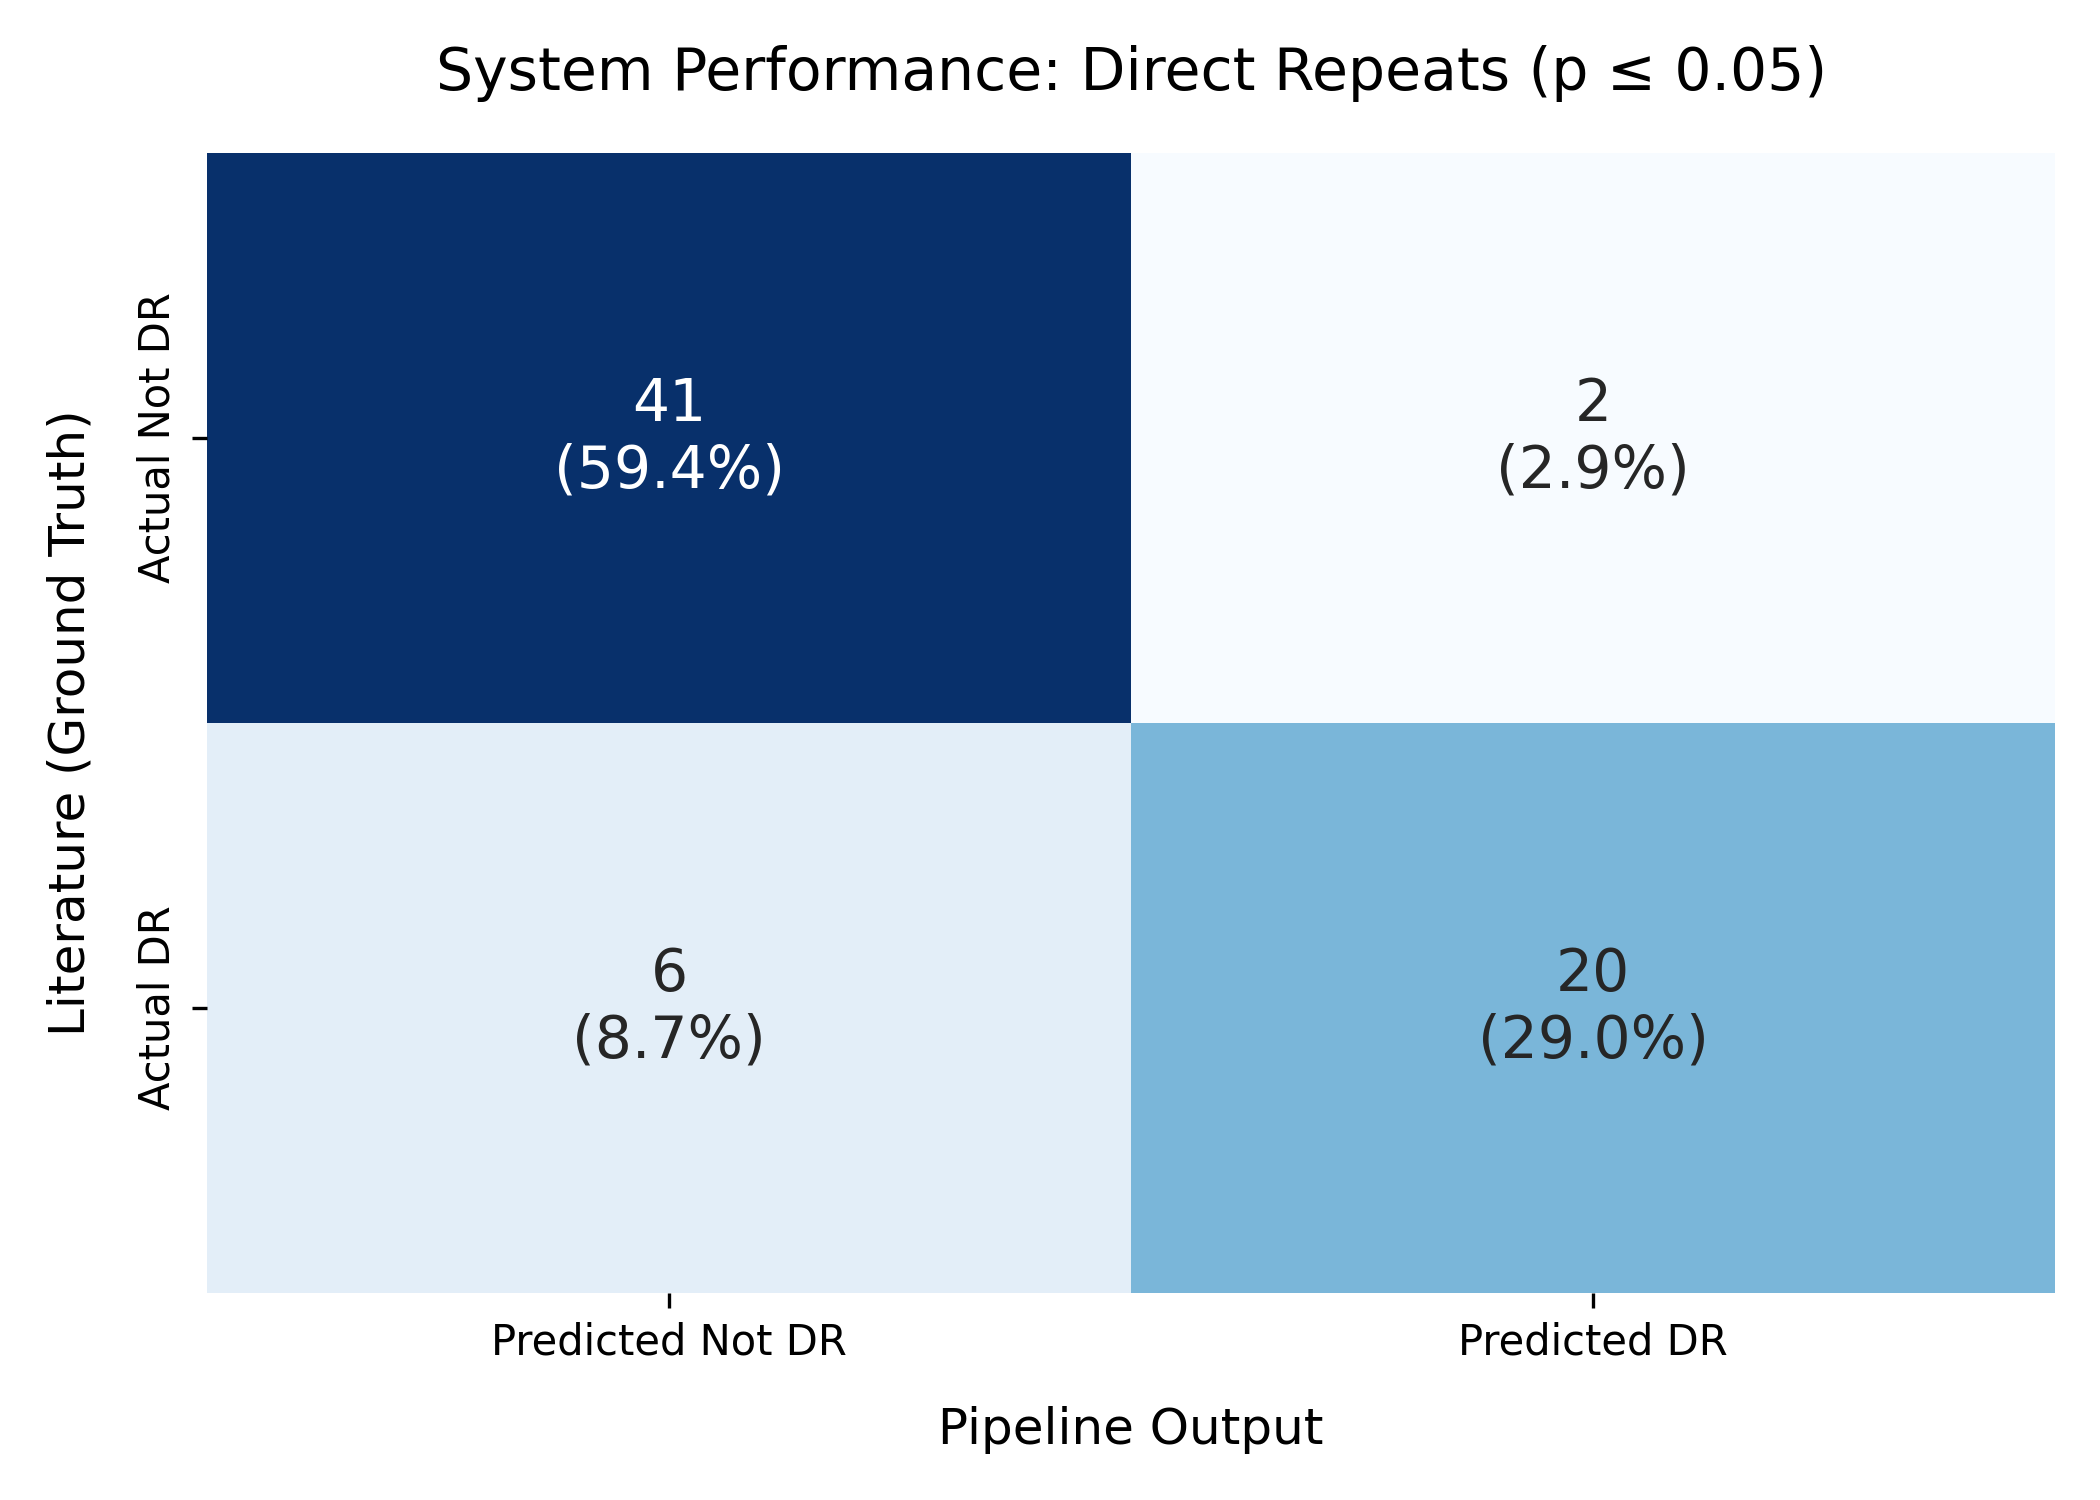 System Performance: Direct Repeats (p ≤ 0.05)
Literature (Ground Truth)
Actual Not DR
41
(59.4%)
2
(2.9%)
Actual DR
6
(8.7%)
20
(29.0%)
Predicted Not DR
Predicted DR
Pipeline Output